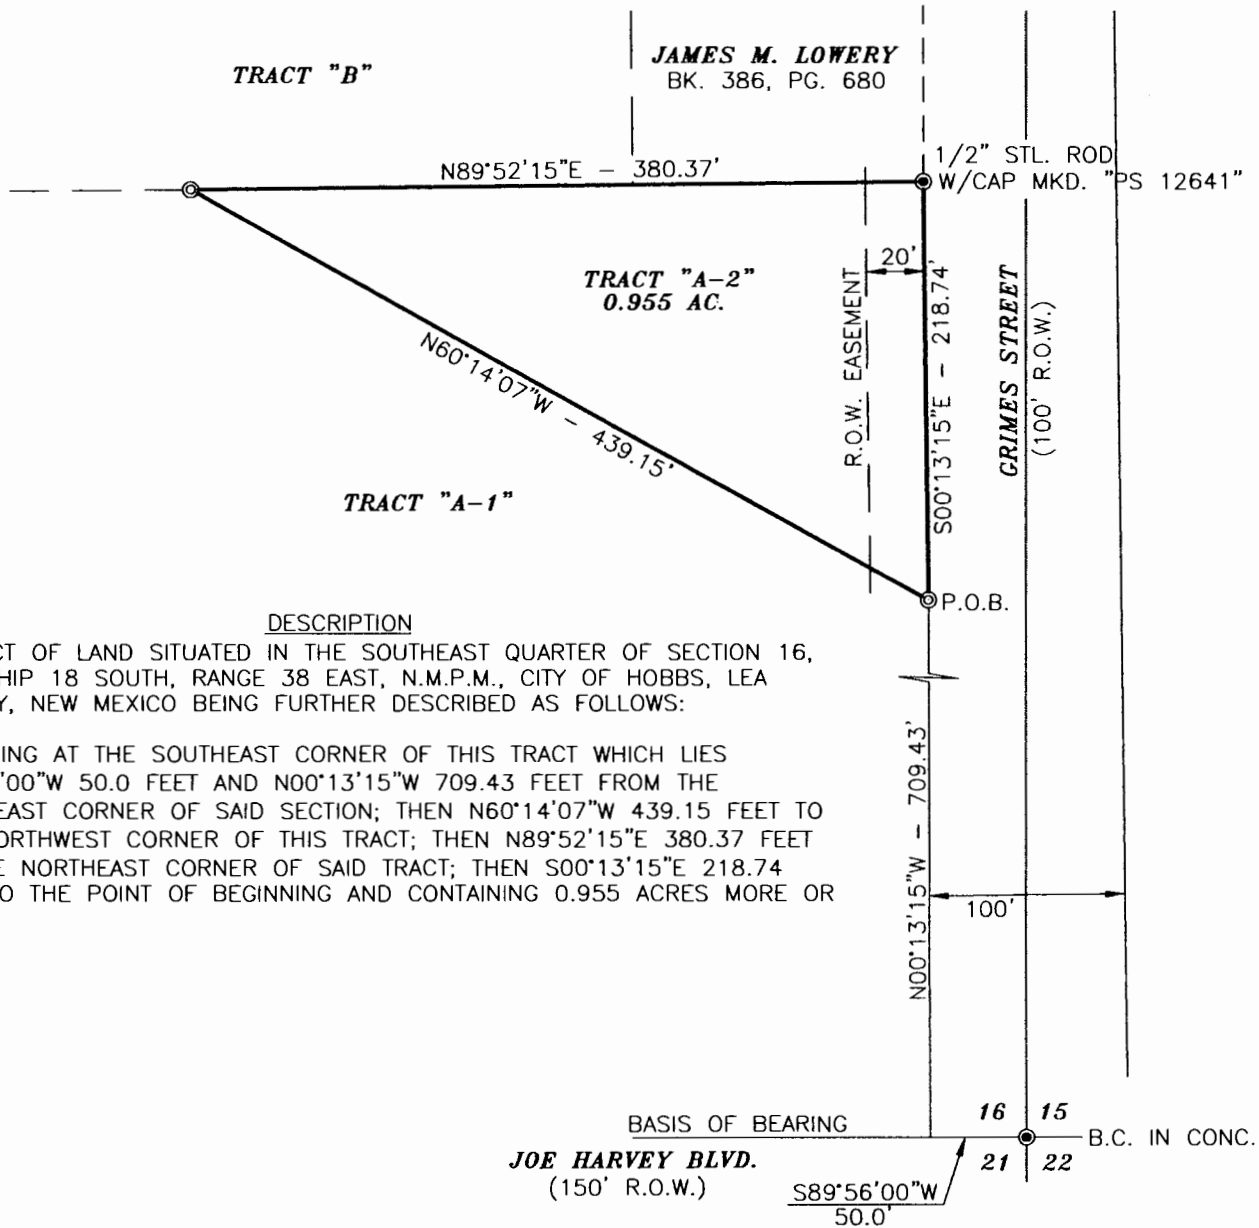 TRACT "B"
JAMES M. LOWERY
BK. 386, PG. 680
N89°52'15"E – 380.37'
1/2" STL. ROD
W/CAP MKD. "PS 12641"
TRACT "A-2"
0.955 AC.
20'
R.O.W. EASEMENT
S00°13'15"E – 218.74'
GRIMES STREET
(100' R.O.W.)
N60°14'07"W – 439.15'
TRACT "A-1"
P.O.B.
DESCRIPTION
CT OF LAND SITUATED IN THE SOUTHEAST QUARTER OF SECTION 16,
HIP 18 SOUTH, RANGE 38 EAST, N.M.P.M., CITY OF HOBBS, LEA
Y, NEW MEXICO BEING FURTHER DESCRIBED AS FOLLOWS:
ING AT THE SOUTHEAST CORNER OF THIS TRACT WHICH LIES
'00"W 50.0 FEET AND N00°13'15"W 709.43 FEET FROM THE
EAST CORNER OF SAID SECTION; THEN N60°14'07"W 439.15 FEET TO
ORTHWEST CORNER OF THIS TRACT; THEN N89°52'15"E 380.37 FEET
E NORTHEAST CORNER OF SAID TRACT; THEN S00°13'15"E 218.74
O THE POINT OF BEGINNING AND CONTAINING 0.955 ACRES MORE OR
N00°13'15"W – 709.43'
100'
BASIS OF BEARING
16 15
B.C. IN CONC.
21 22
JOE HARVEY BLVD.
(150' R.O.W.)
S89°56'00"W
50.0'